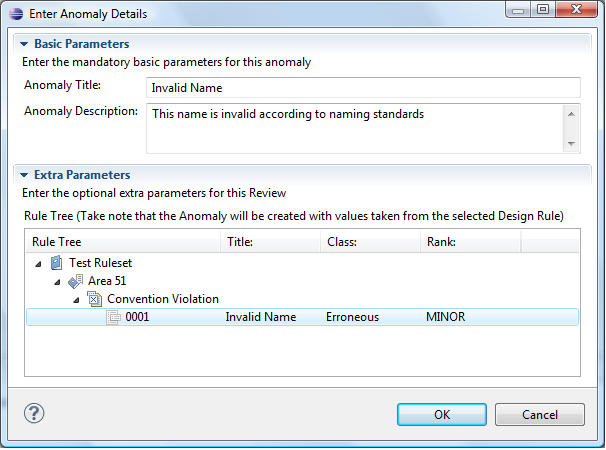 Enter Anomaly Details
Basic Parameters
Enter the mandatory basic parameters for this anomaly
Anomaly Title: Invalid Name
Anomaly Description: This name is invalid according to naming standards
Extra Parameters
Enter the optional extra parameters for this Review
Rule Tree (Take note that the Anomaly will be created with values taken from the selected Design Rule)
Rule Tree Title: Class: Rank:
Test Ruleset
Area 51
Convention Violation
0001 Invalid Name Erroneous MINOR
? OK Cancel